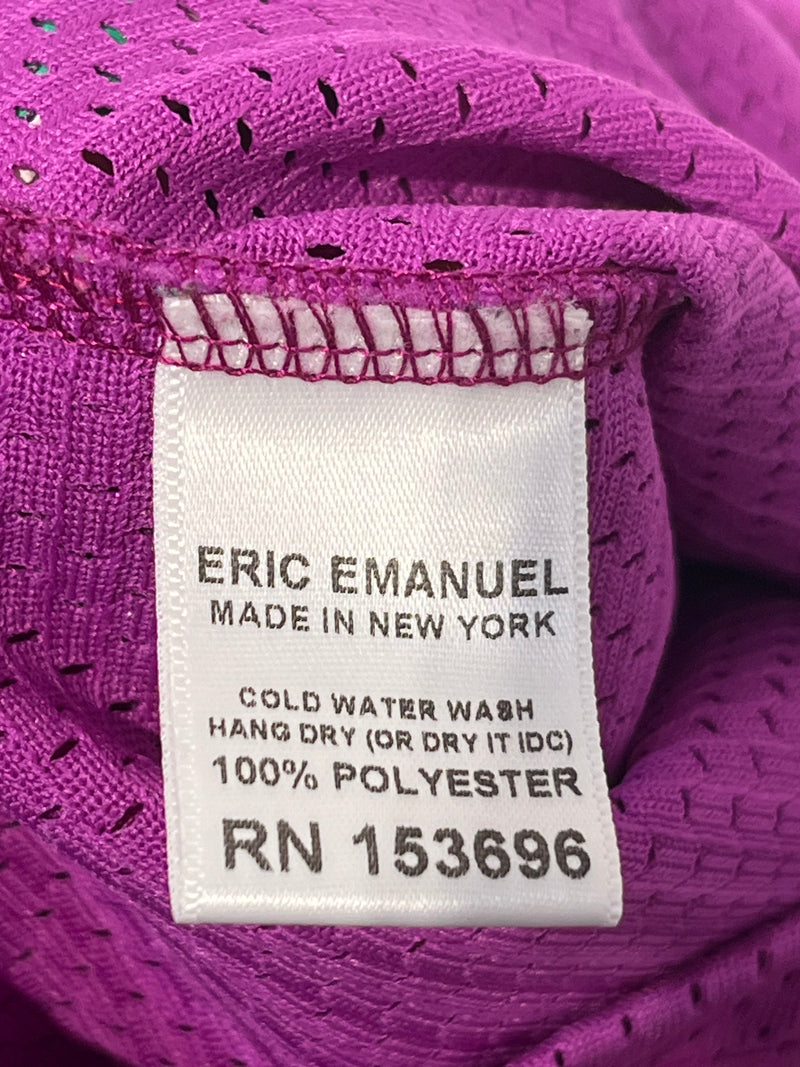 ERIC EMANUEL
MADE IN NEW YORK
COLD WATER WASH
HANG DRY (OR DRY IT IDC)
100% POLYESTER
RN 153696